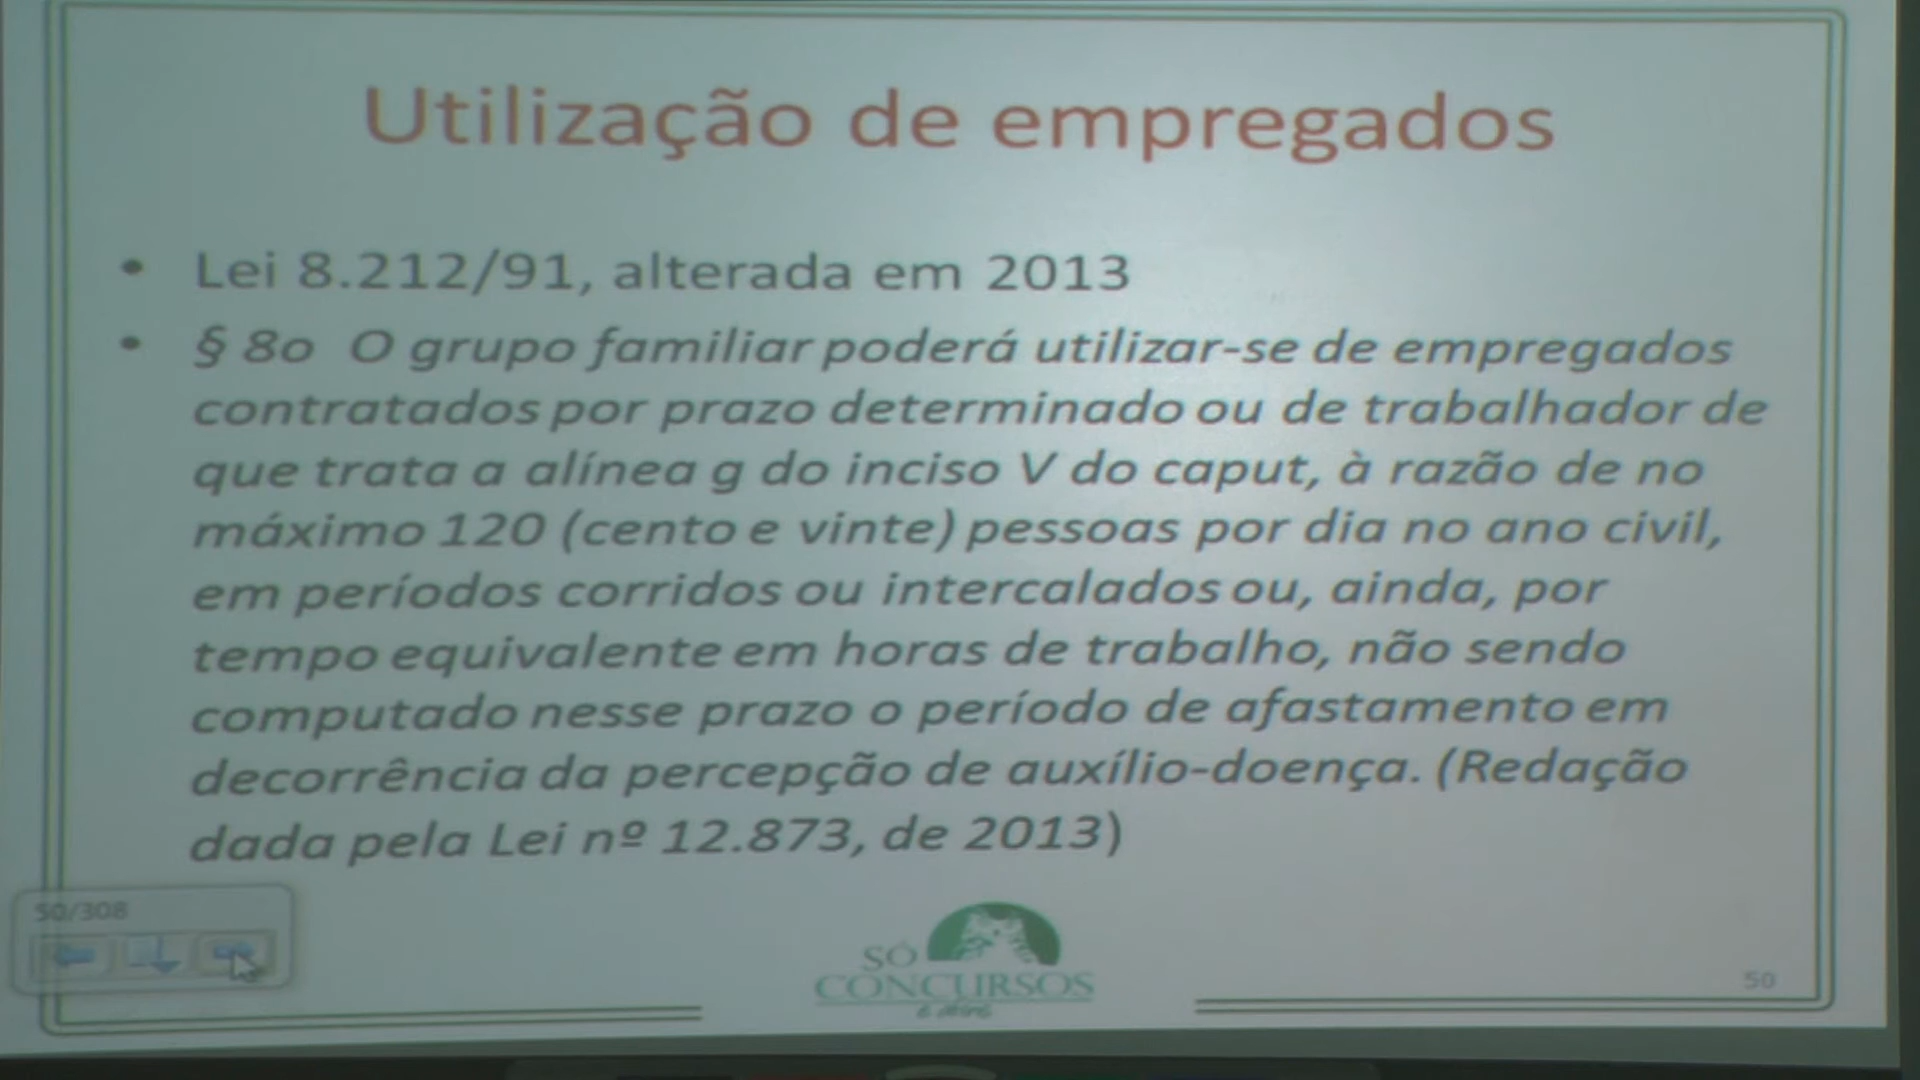 Utilização de empregados
• Lei 8.212/91, alterada em 2013
• § 8o O grupo familiar poderá utilizar-se de empregados
contratados por prazo determinado ou de trabalhador de
que trata a alínea g do inciso V do caput, à razão de no
máximo 120 (cento e vinte) pessoas por dia no ano civil,
em períodos corridos ou intercalados ou, ainda, por
tempo equivalente em horas de trabalho, não sendo
computado nesse prazo o período de afastamento em
decorrência da percepção de auxílio-doença. (Redação
dada pela Lei nº 12.873, de 2013)
50/308
SÓ
CONCURSOS
50